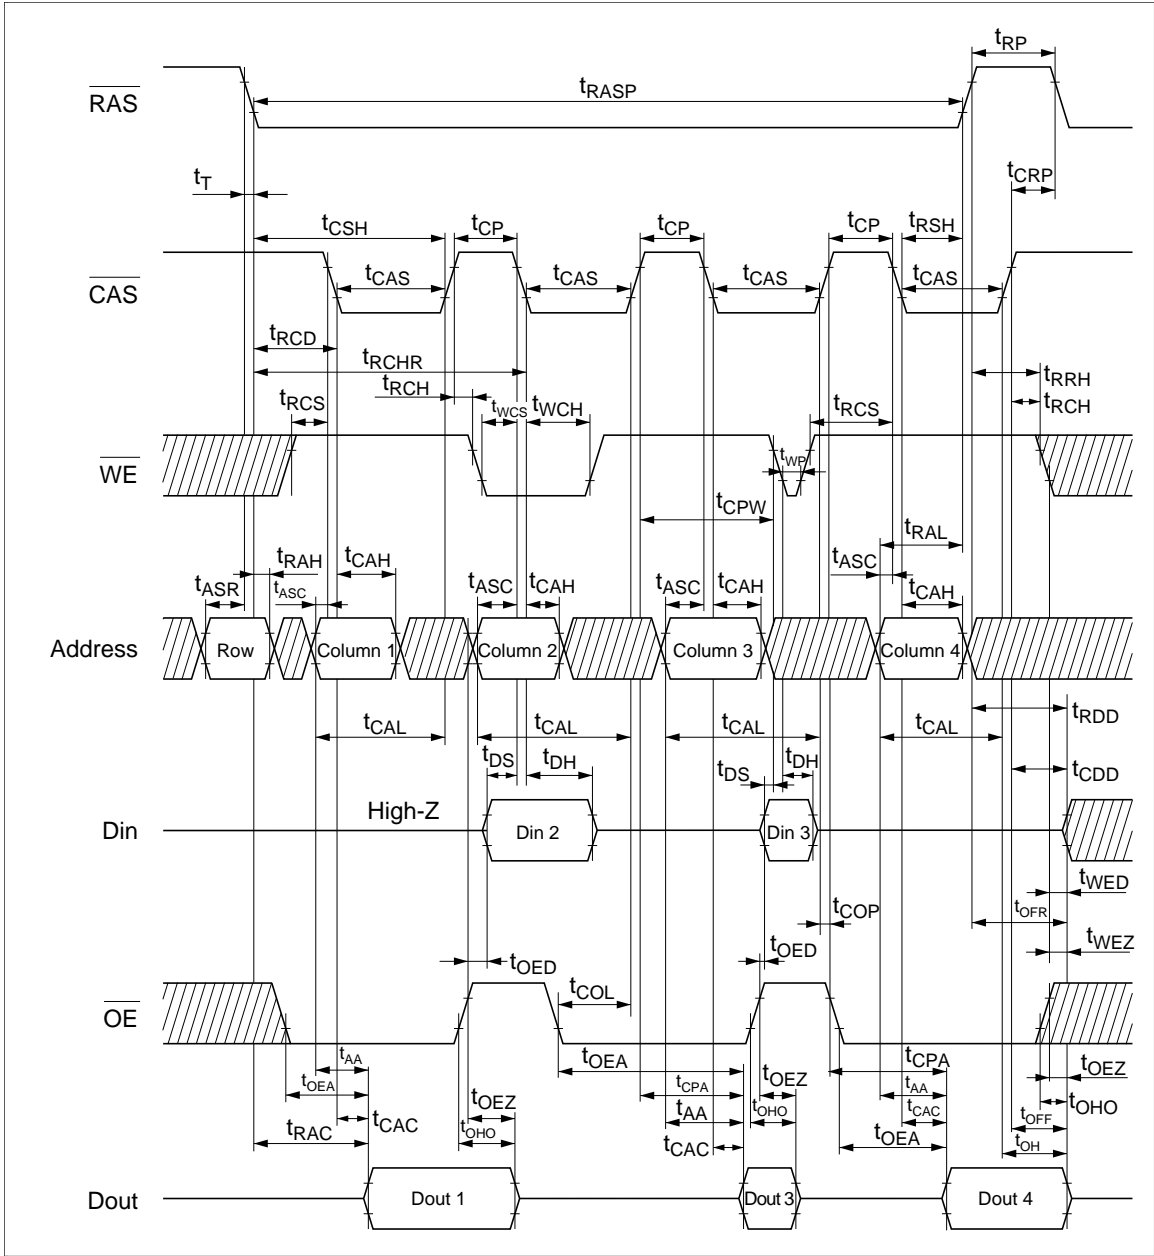 tRP
RAS
tRASP
tT
tCRP
tCSH
tCP
tCP
tCP
tRSH
CAS
tCAS
tCAS
tCAS
tCAS
tRCD
tRCHR
tRCH
tRRH
tRCS
tWCS
tWCH
tRCS
tRCH
WE
tWP
tCPW
tRAL
tRAH
tCAH
tASC
tASR
tASC
tASC
tCAH
tASC
tCAH
tCAH
Address
Row
Column 1
Column 2
Column 3
Column 4
tCAL
tCAL
tCAL
tCAL
tRDD
tDS
tDH
tDS
tDH
tCDD
High-Z
Din
Din 2
Din 3
tWED
tCOP
tOFR
tWEZ
tOED
tOED
OE
tCOL
tAA
tOEA
tCPA
tOEZ
tOEA
tCPA
tOEZ
tAA
tOEZ
tOHO
tRAC
tCAC
tOHO
tAA
tOHO
tCAC
tOFF
tCAC
tOEA
tOH
Dout
Dout 1
Dout 3
Dout 4